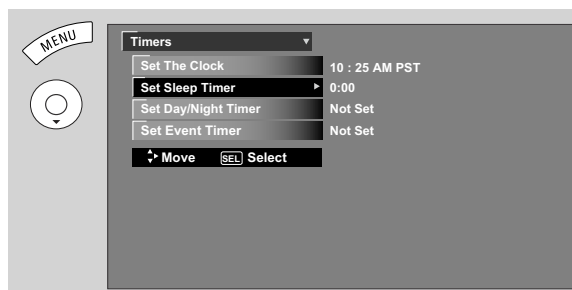 MENU
Timers
Set The Clock 10 : 25 AM PST
Set Sleep Timer 0:00
Set Day/Night Timer Not Set
Set Event Timer Not Set
Move SEL Select